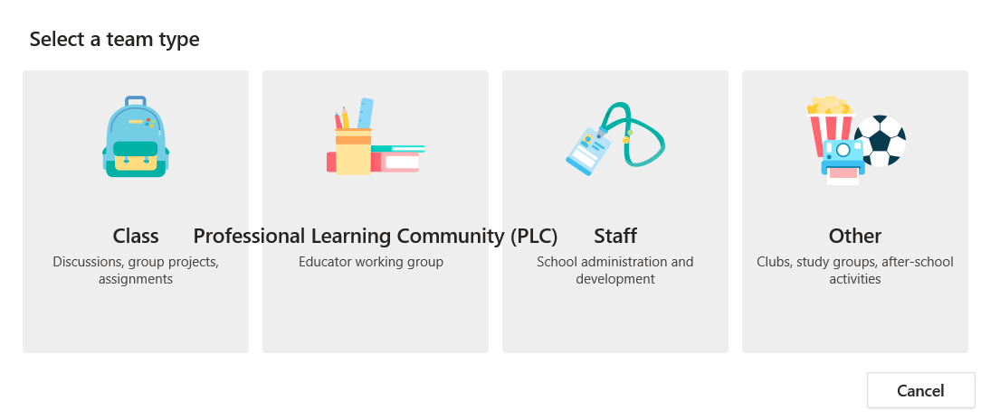 Select a team type
Class
Discussions, group projects,
assignments
Professional Learning Community (PLC)
Educator working group
Staff
School administration and
development
Other
Clubs, study groups, after-school
activities
Cancel